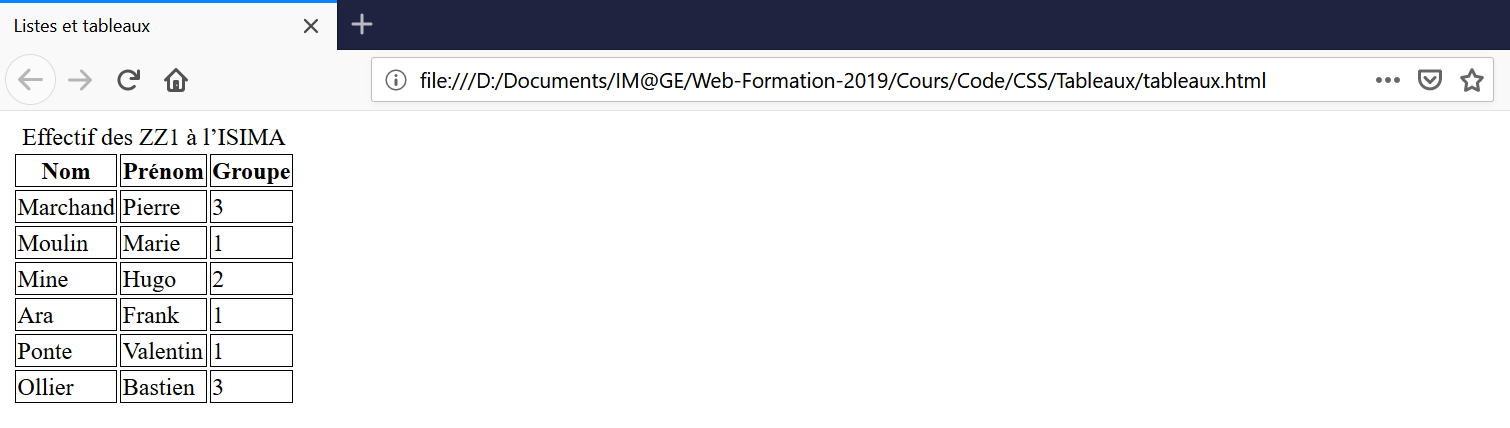 Listes et tableaux
file:///D:/Documents/IM@GE/Web-Formation-2019/Cours/Code/CSS/Tableaux/tableaux.html
Effectif des ZZ1 à l’ISIMA
Nom Prénom Groupe
Marchand Pierre 3
Moulin Marie 1
Mine Hugo 2
Ara Frank 1
Ponte Valentin 1
Ollier Bastien 3